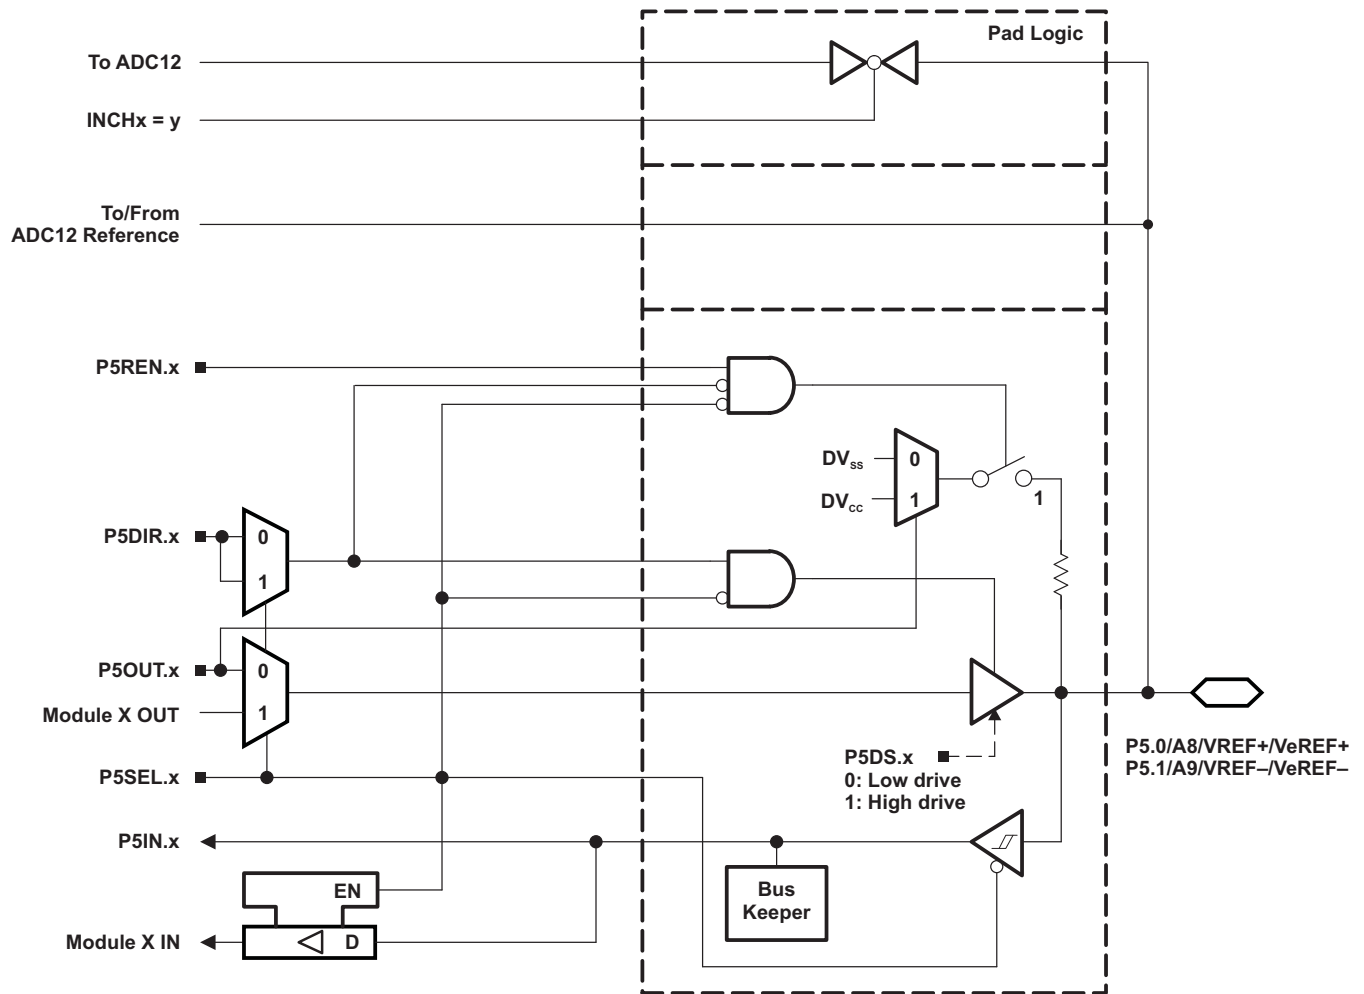 Pad Logic
To ADC12
INCHx = y
To/From
ADC12 Reference
P5REN.x
DVss
0
DVcc
1
1
P5DIR.x
0
1
P5OUT.x
0
Module X OUT
1
P5DS.x
0: Low drive
1: High drive
P5.0/A8/VREF+/VeREF+
P5.1/A9/VREF–/VeREF–
P5SEL.x
P5IN.x
EN
Bus
Keeper
Module X IN
D